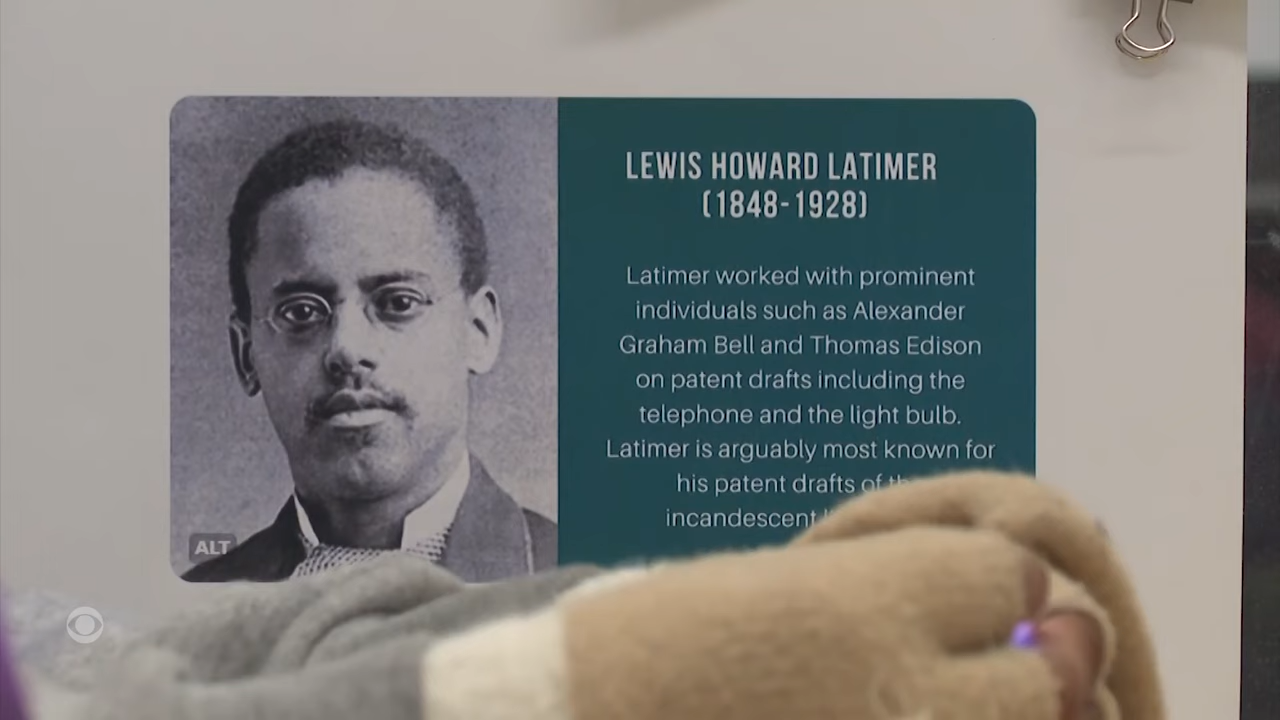 LEWIS HOWARD LATIMER
(1848-1928)
Latimer worked with prominent
individuals such as Alexander
Graham Bell and Thomas Edison
on patent drafts including the
telephone and the light bulb.
Latimer is arguably most known for
his patent drafts of
incandescent
ALT